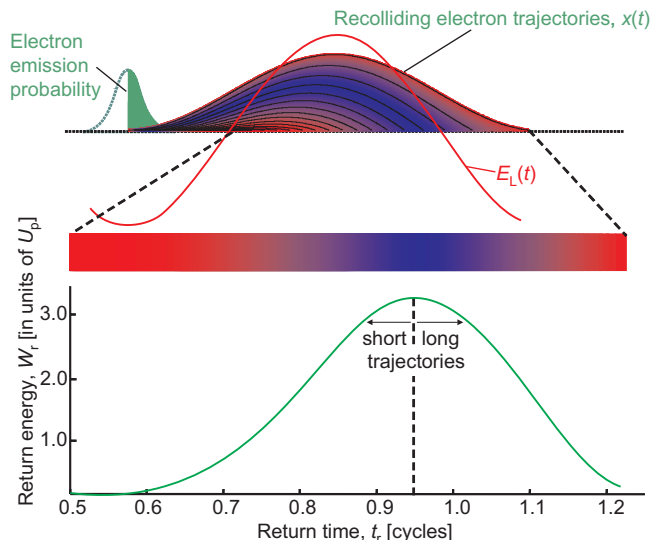 Recolliding electron trajectories, x(t)
Electron
emission
probability
E_L(t)
Return energy, W_r [in units of U_p]
3.0
2.0
1.0
short long
trajectories
0.5 0.6 0.7 0.8 0.9 1.0 1.1 1.2
Return time, t_r [cycles]